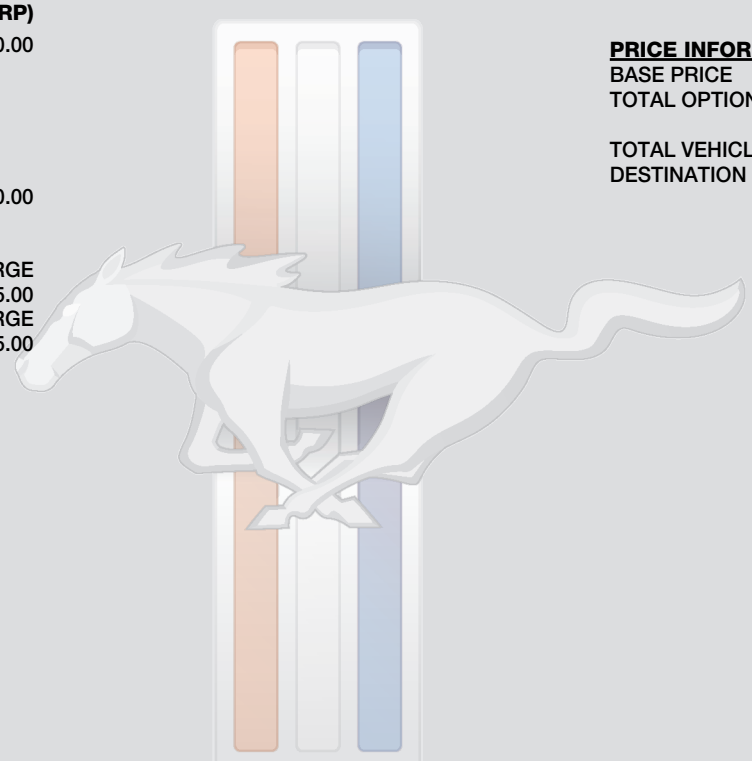 RP)
0.00
0.00
RGE
5.00
RGE
5.00
PRICE INFOR
BASE PRICE
TOTAL OPTION
TOTAL VEHICL
DESTINATION